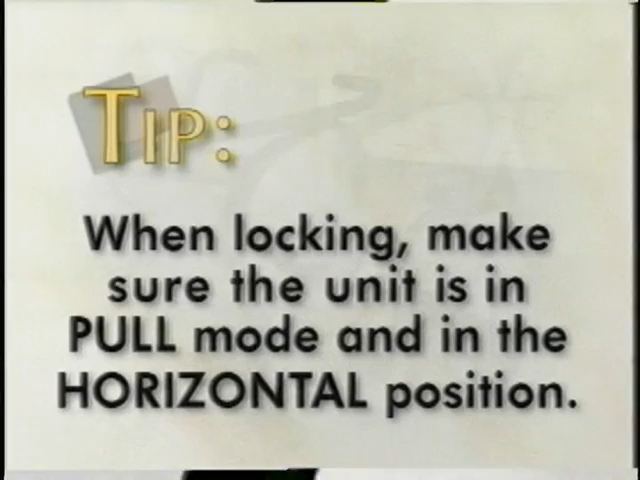 TIP:
When locking, make
sure the unit is in
PULL mode and in the
HORIZONTAL position.